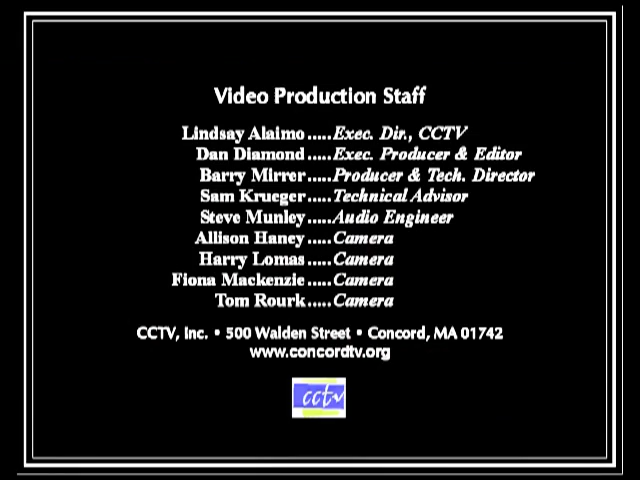 Video Production Staff
Lindsay Alaimo.....Exec. Dir., CCTV
Dan Diamond.....Exec. Producer & Editor
Barry Mirrer.....Producer & Tech. Director
Sam Krueger.....Technical Advisor
Steve Munley.....Audio Engineer
Allison Haney.....Camera
Harry Lomas.....Camera
Fiona Mackenzie.....Camera
Tom Rourk.....Camera
CCTV, Inc. • 500 Walden Street • Concord, MA 01742
www.concordtv.org
cctv